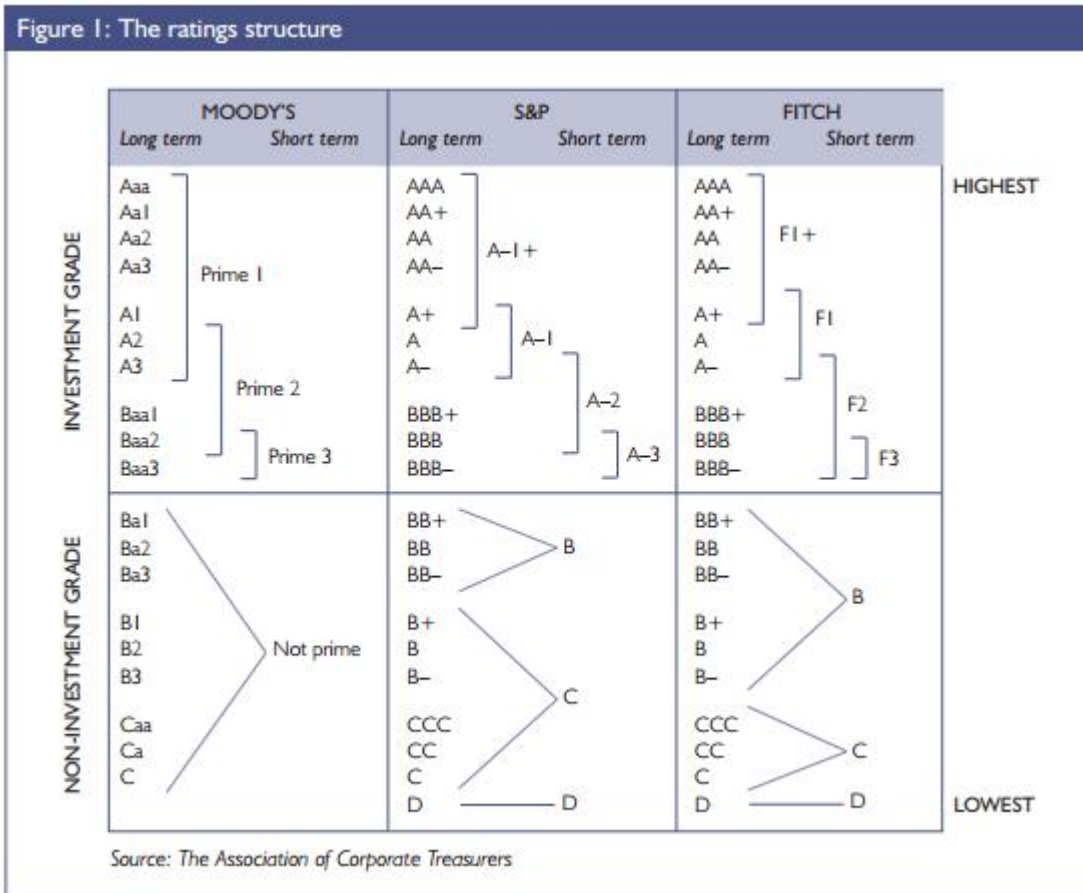 Figure 1: The ratings structure
MOODY'S S&P FITCH
Long term Short term Long term Short term Long term Short term
INVESTMENT GRADE
HIGHEST
Aaa AAA AAA
Aa1 AA+ AA+
Aa2 AA AA F1+
Aa3 Prime 1 AA– A–1+ AA–
A1 A+ A+ F1
A2 A A–1 A
A3 A– A–
Prime 2 A–2 F2
Baa1 BBB+ BBB+
Baa2 BBB BBB
Baa3 Prime 3 BBB– A–3 BBB– F3
NON-INVESTMENT GRADE
Ba1 BB+ BB+
Ba2 BB B BB
Ba3 BB– BB–
B
B1 B+ B+
B2 Not prime B B
B3 B– B–
C
Caa CCC CCC
Ca CC CC C
C C C
D D D D
LOWEST
Source: The Association of Corporate Treasurers